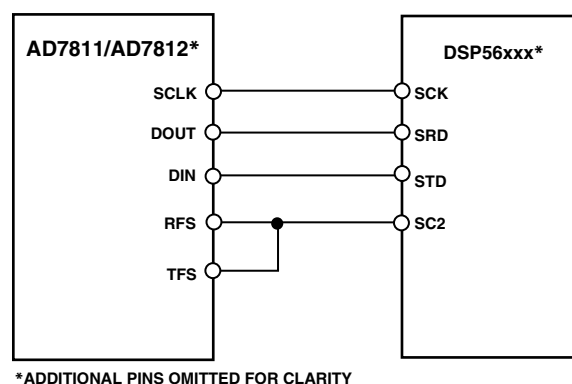 AD7811/AD7812*
DSP56xxx*
SCLK
SCK
DOUT
SRD
DIN
STD
RFS
SC2
TFS
*ADDITIONAL PINS OMITTED FOR CLARITY